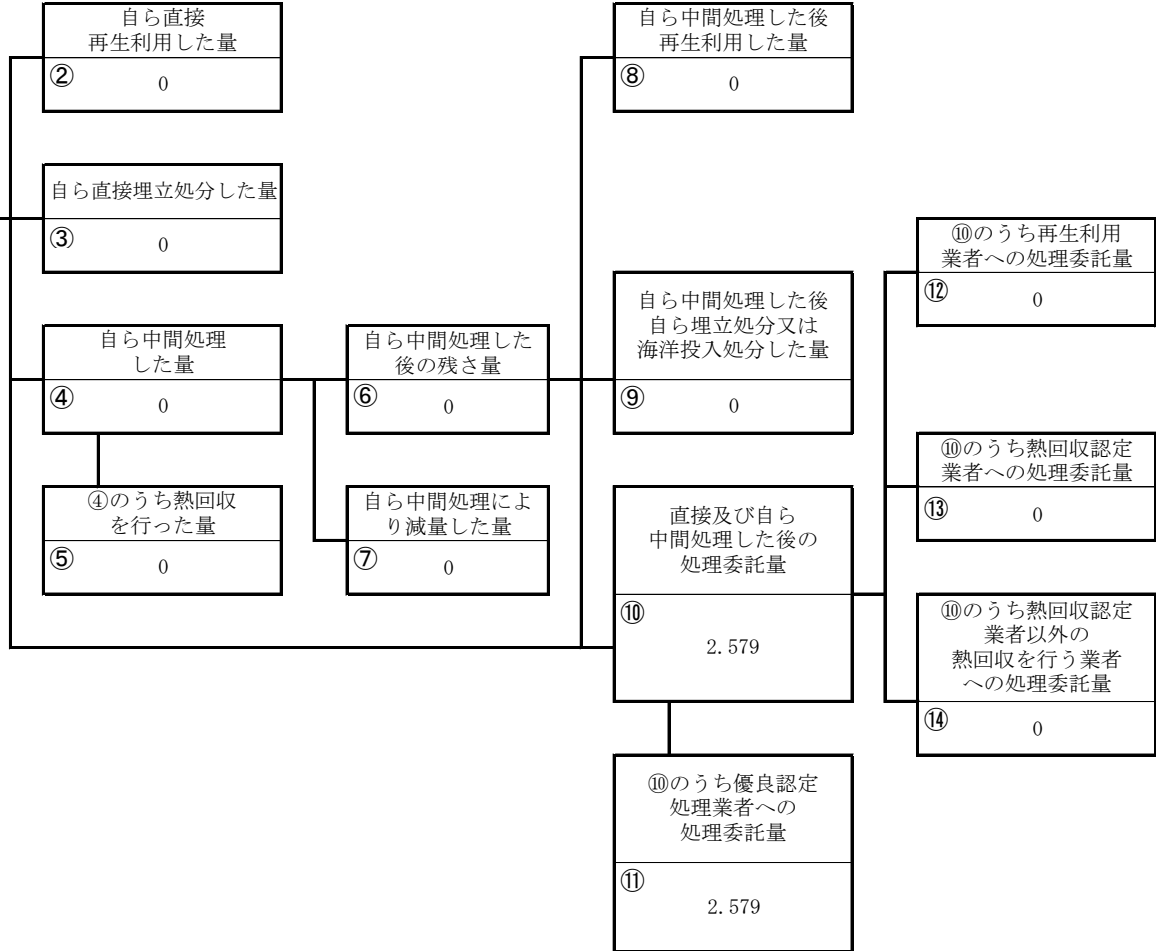 自ら直接
再生利用した量
② 0
自ら直接埋立処分した量
③ 0
自ら中間処理
した量
④ 0
④のうち熱回収
を行った量
⑤ 0
自ら中間処理した
後の残さ量
⑥ 0
自ら中間処理によ
り減量した量
⑦ 0
自ら中間処理した後
再生利用した量
⑧ 0
自ら中間処理した後
自ら埋立処分又は
海洋投入処分した量
⑨ 0
直接及び自ら
中間処理した後の
処理委託量
⑩
2.579
⑩のうち優良認定
処理業者への
処理委託量
⑪
2.579
⑩のうち再生利用
業者への処理委託量
⑫ 0
⑩のうち熱回収認定
業者への処理委託量
⑬ 0
⑩のうち熱回収認定
業者以外の
熱回収を行う業者
への処理委託量
⑭ 0